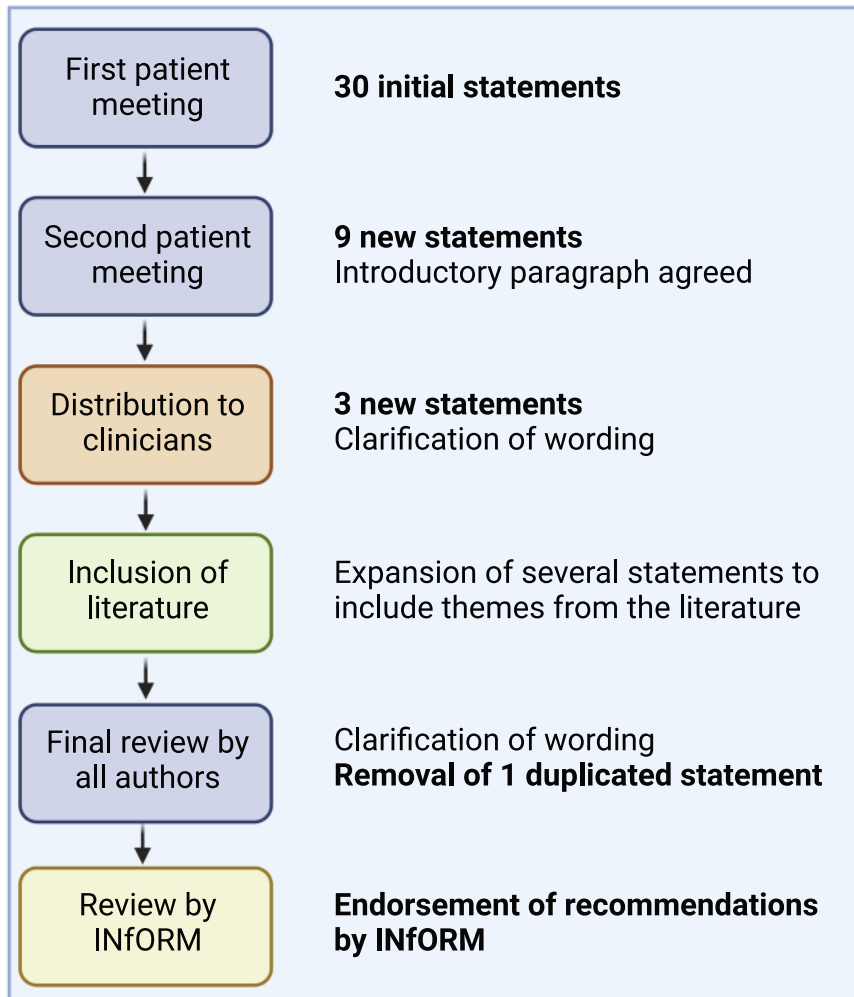 First patient
meeting
30 initial statements
Second patient
meeting
9 new statements
Introductory paragraph agreed
Distribution to
clinicians
3 new statements
Clarification of wording
Inclusion of
literature
Expansion of several statements to
include themes from the literature
Final review by
all authors
Clarification of wording
Removal of 1 duplicated statement
Review by
INfORM
Endorsement of recommendations
by INfORM